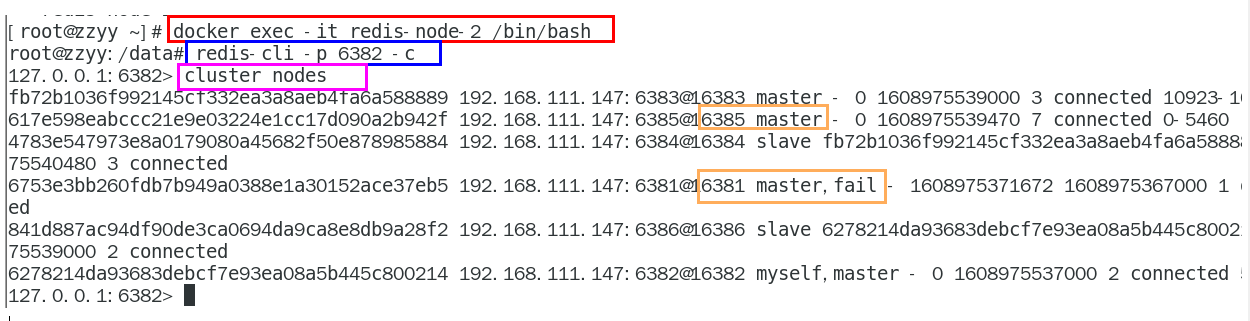 [root@zzyy ~]# docker exec -it redis-node-2 /bin/bash
root@zzyy:/data# redis-cli -p 6382 -c
127.0.0.1:6382> cluster nodes
fb72b1036f992145cf332ea3a8aeb4fa6a588889 192.168.111.147:6383@16383 master - 0 1608975539000 3 connected 10923-16
617e598eabccc21e9e03224e1cc17d090a2b942f 192.168.111.147:6385@16385 master - 0 1608975539470 7 connected 0-5460
4783e547973e8a0179080a45682f50e878985884 192.168.111.147:6384@16384 slave fb72b1036f992145cf332ea3a8aeb4fa6a58888
75540480 3 connected
6753e3bb260fdb7b949a0388e1a30152ace37eb5 192.168.111.147:6381@16381 master,fail - 1608975371672 1608975367000 1
ed
841d887ac94df90de3ca0694da9ca8e8db9a28f2 192.168.111.147:6386@16386 slave 6278214da93683debcf7e93ea08a5b445c8002
75539000 2 connected
6278214da93683debcf7e93ea08a5b445c800214 192.168.111.147:6382@16382 myself,master - 0 1608975537000 2 connected
127.0.0.1:6382>